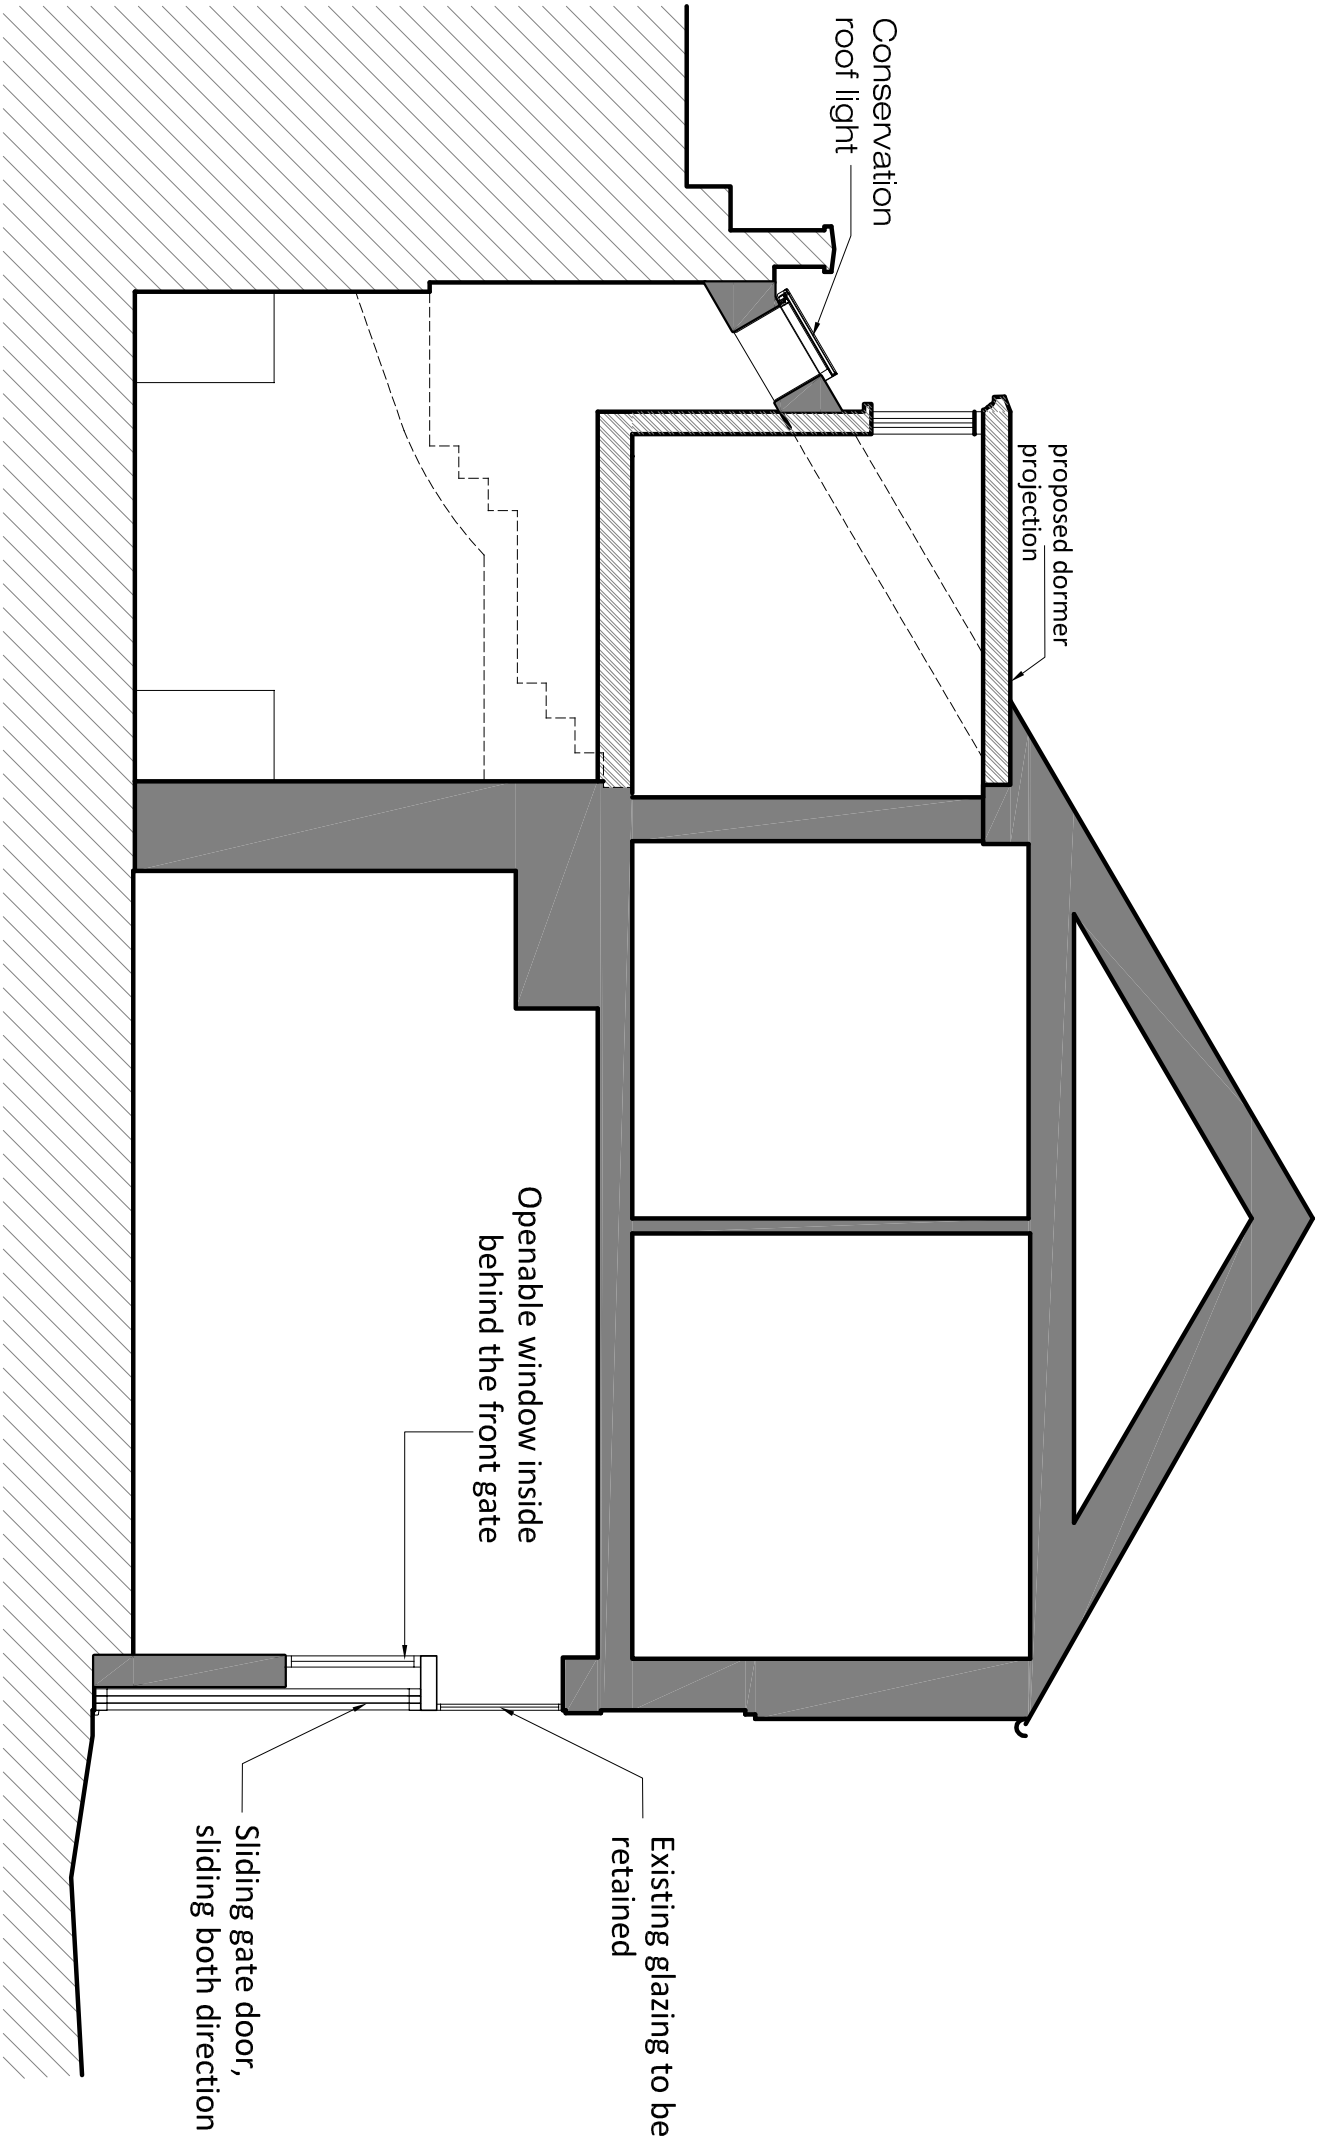 Conservation
roof light
proposed dormer
projection
Openable window inside
behind the front gate
Existing glazing to be
retained
Sliding gate door,
sliding both direction